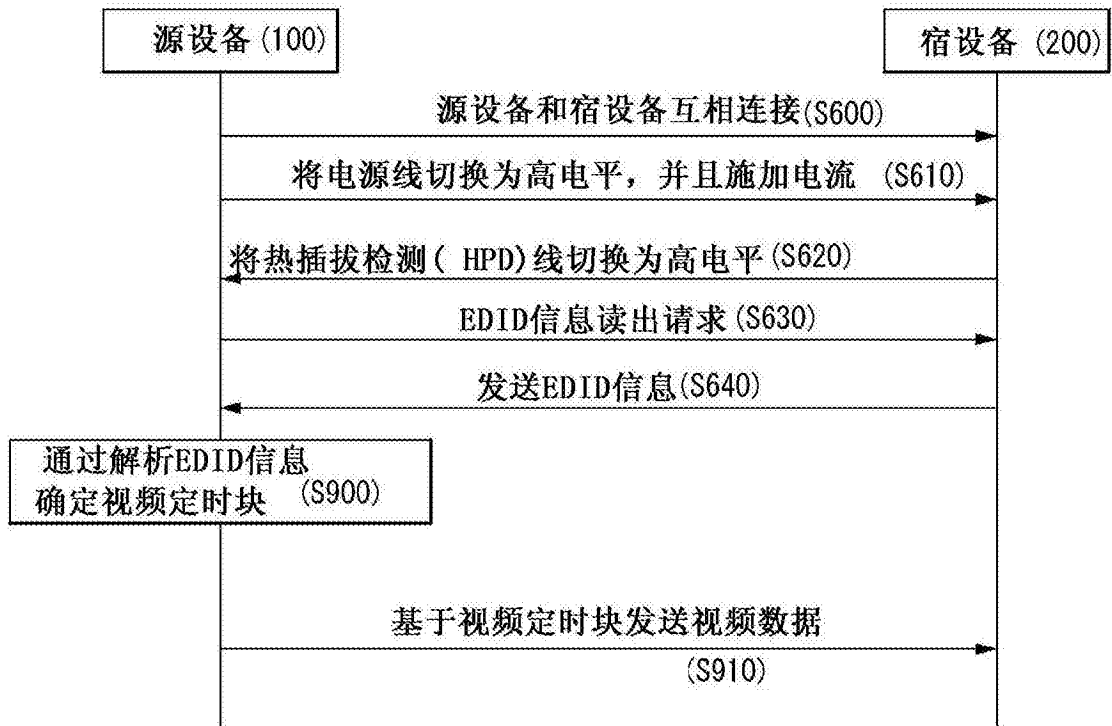 源设备(100)
宿设备 (200)
源设备和宿设备互相连接(S600)
将电源线切换为高电平，并且施加电流 (S610)
将热插拔检测( HPD)线切换为高电平(S620)
EDID信息读出请求(S630)
发送EDID信息(S640)
通过解析EDID信息
确定视频定时块 (S900)
基于视频定时块发送视频数据
(S910)